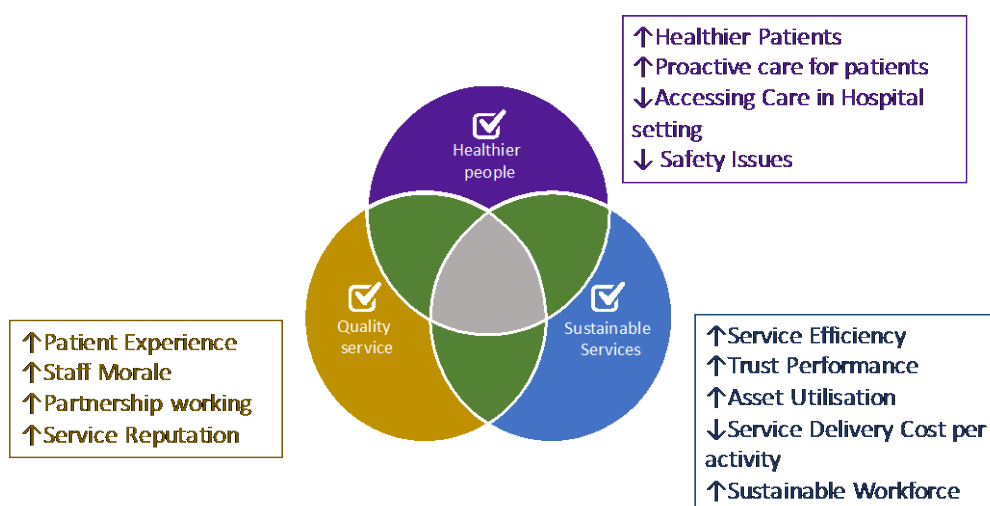 ↑Healthier Patients
↑Proactive care for patients
↓Accessing Care in Hospital
setting
↓ Safety Issues
Healthier
people
Quality
service
Sustainable
Services
↑Patient Experience
↑Staff Morale
↑Partnership working
↑Service Reputation
↑Service Efficiency
↑Trust Performance
↑Asset Utilisation
↓Service Delivery Cost per
activity
↑Sustainable Workforce